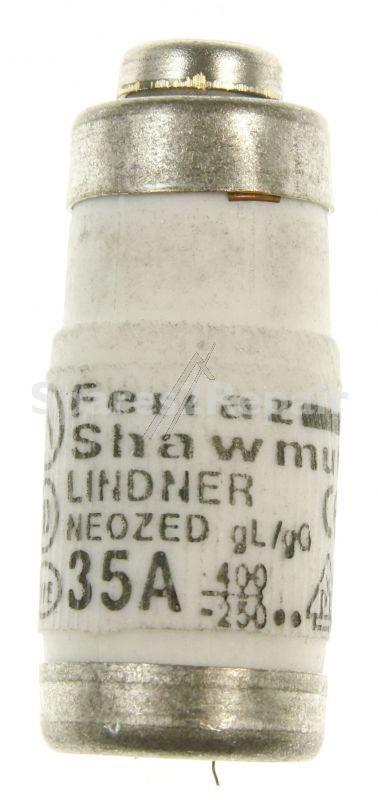 Ferraz
Shawmu
LINDNER
NEOZED gL/gG
35A ~400
-250